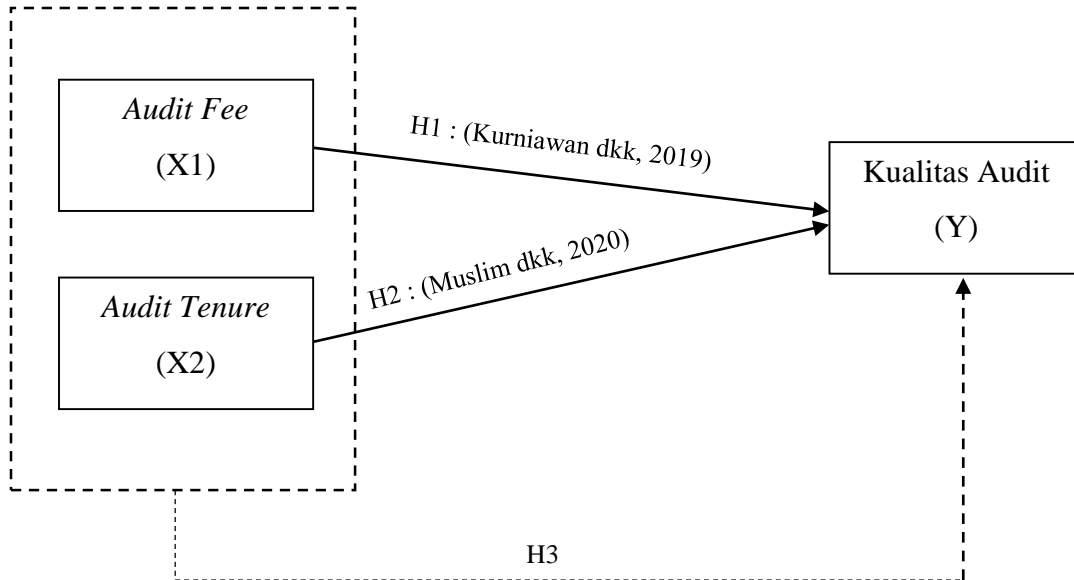 Audit Fee
(X1)
H1 : (Kurniawan dkk, 2019)
Kualitas Audit
(Y)
H2 : (Muslim dkk, 2020)
Audit Tenure
(X2)
H3